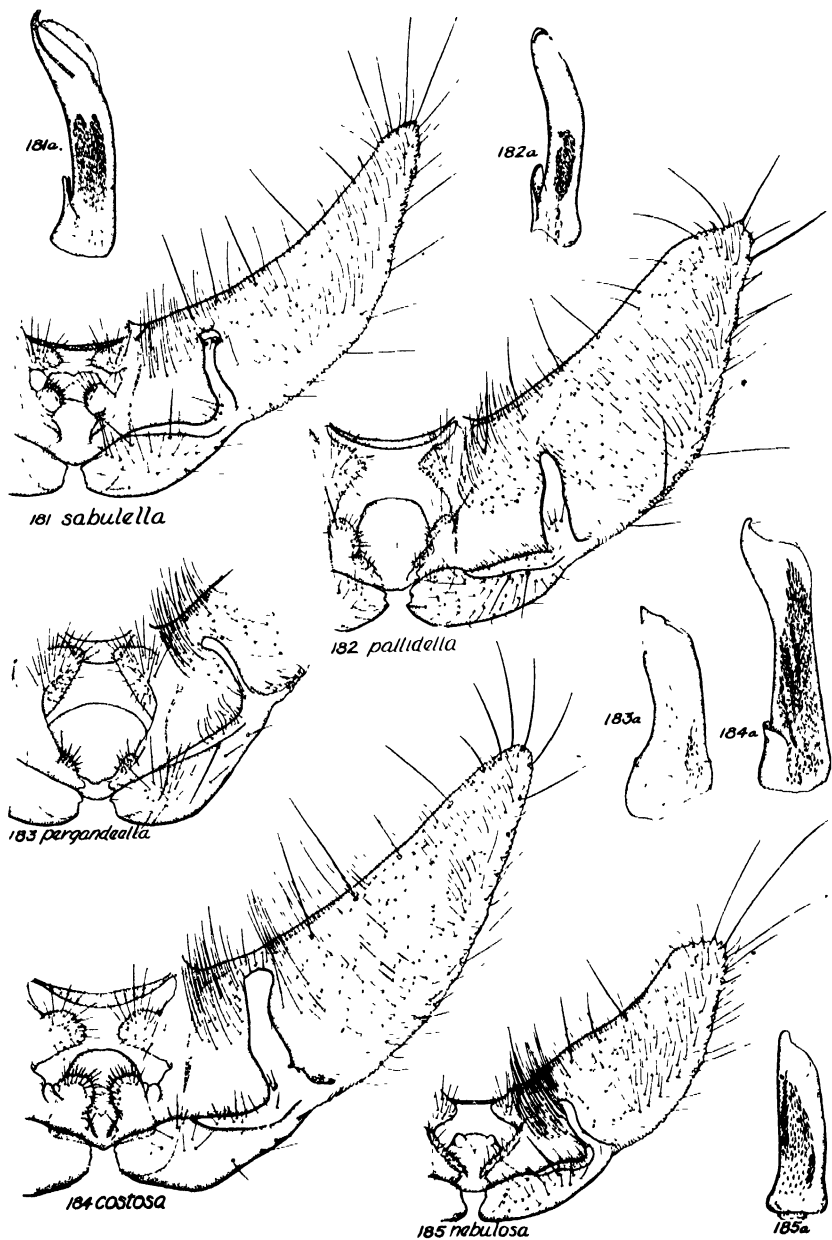 181a.
182a
181 sabulella
182 pallidella
183a
184a
183 pergandeella
184 costosa
185 nebulosa
185a